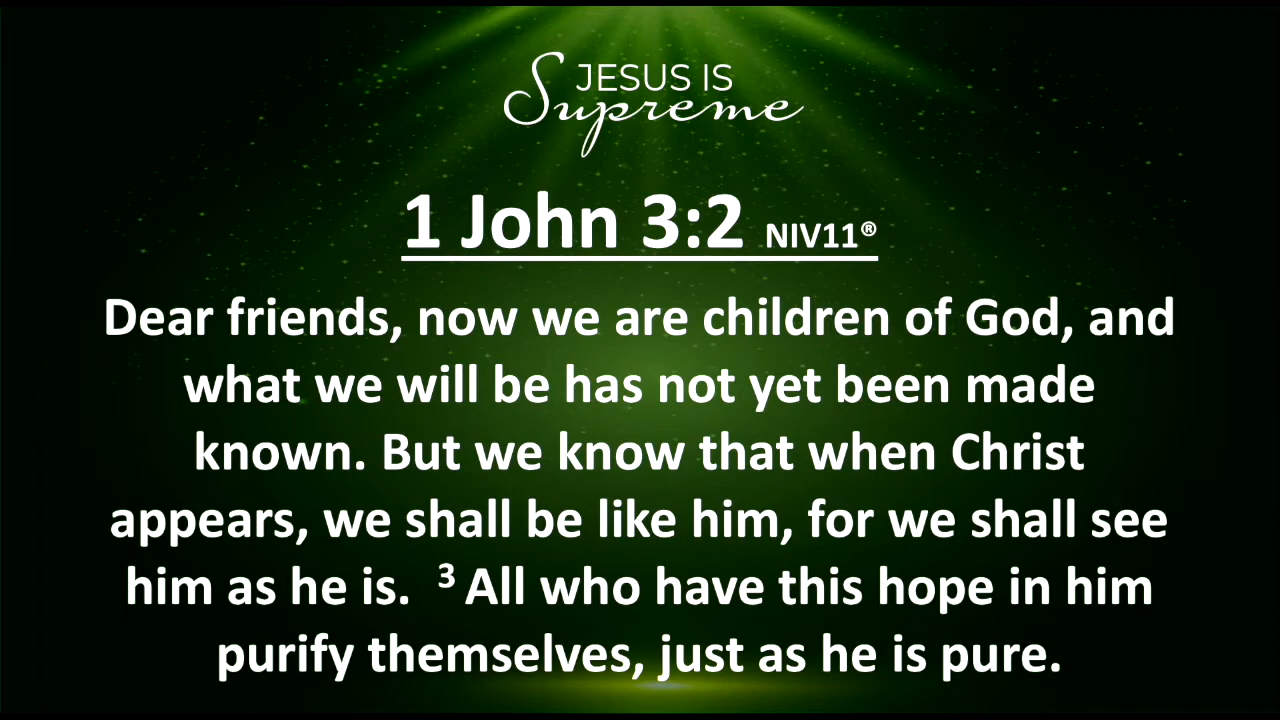 JESUS IS
Supreme
1 John 3:2 NIV11®
Dear friends, now we are children of God, and
what we will be has not yet been made
known. But we know that when Christ
appears, we shall be like him, for we shall see
him as he is. ³ All who have this hope in him
purify themselves, just as he is pure.